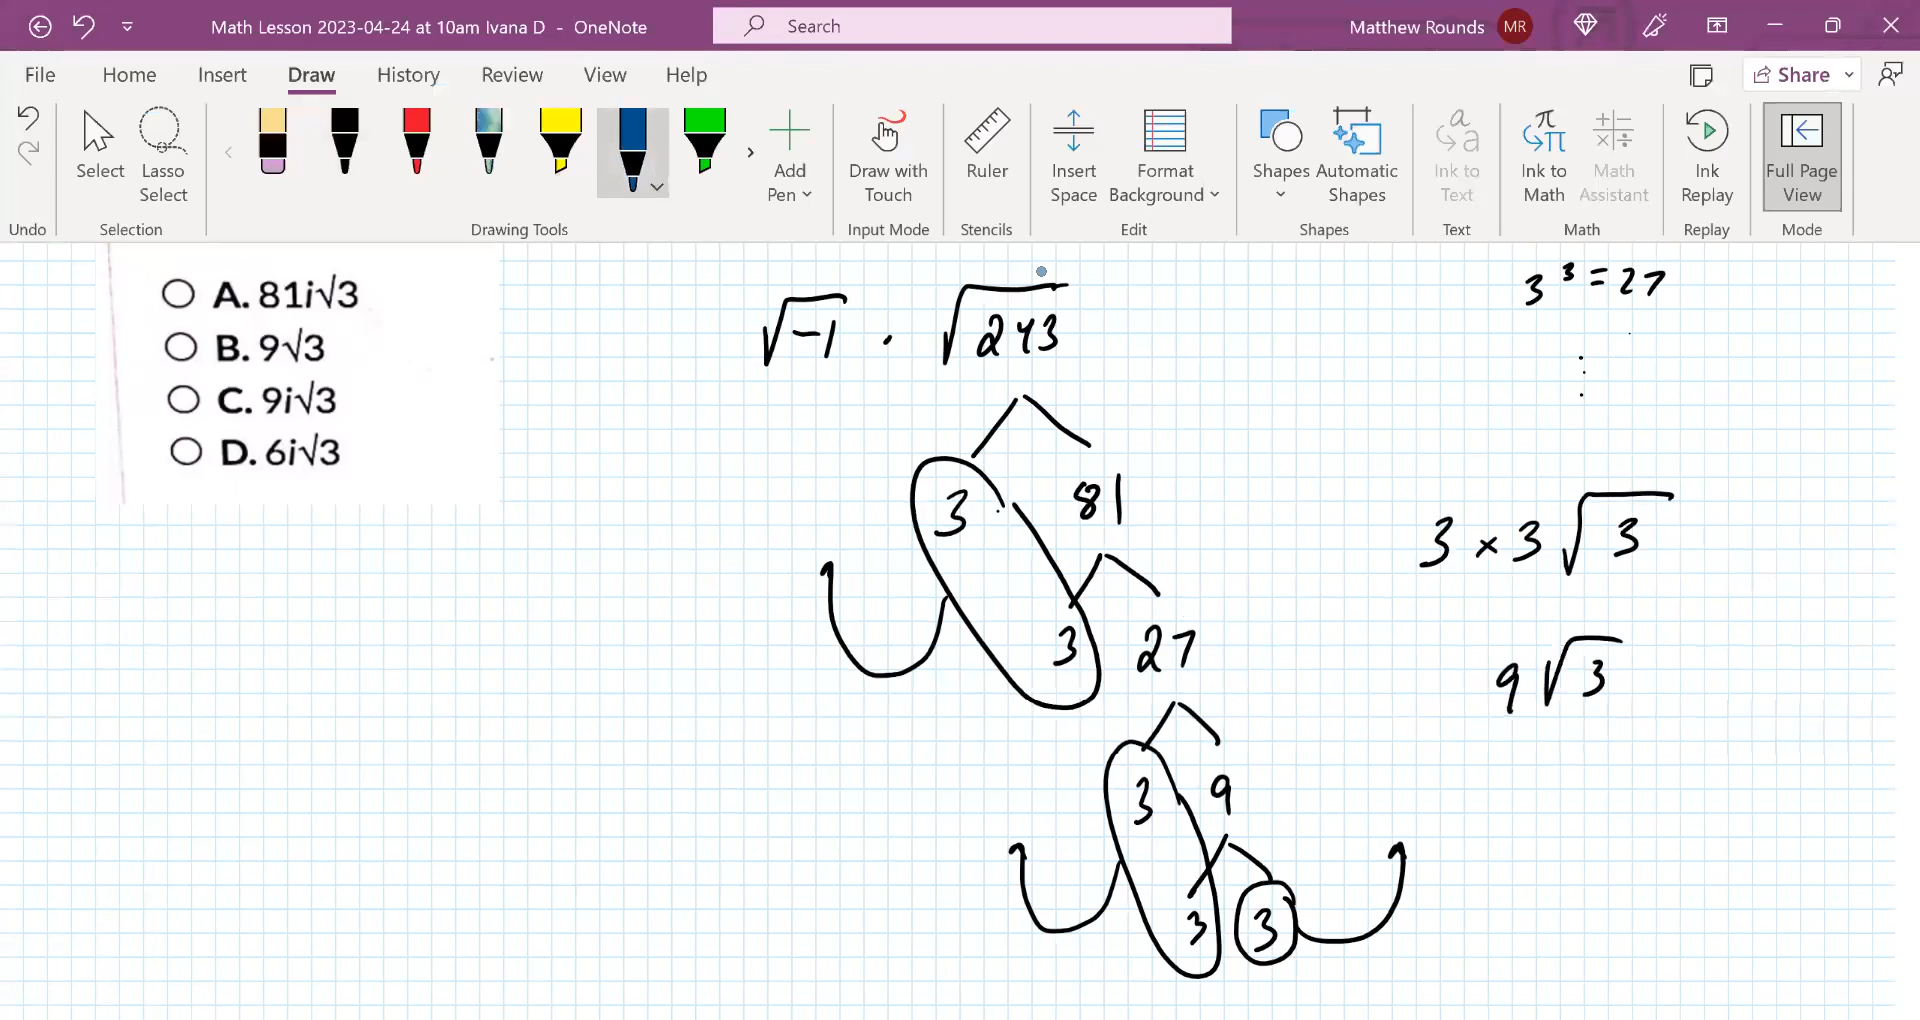 Math Lesson 2023-04-24 at 10am Ivana D - OneNote
Search
Matthew Rounds MR
File Home Insert Draw History Review View Help
Share
Select
Lasso Select
Add Pen
Draw with Touch
Ruler
Insert Space
Format Background
Shapes
Automatic Shapes
Ink to Text
Ink to Math
Math Assistant
Ink Replay
Full Page View
Undo Selection Drawing Tools Input Mode Stencils Edit Shapes Text Math Replay Mode
A. 81i√3
B. 9√3
C. 9i√3
D. 6i√3
√-1 · √243
3 81
3 27
3 9
3 3
3³ = 27
3 × 3 √3
9 √3